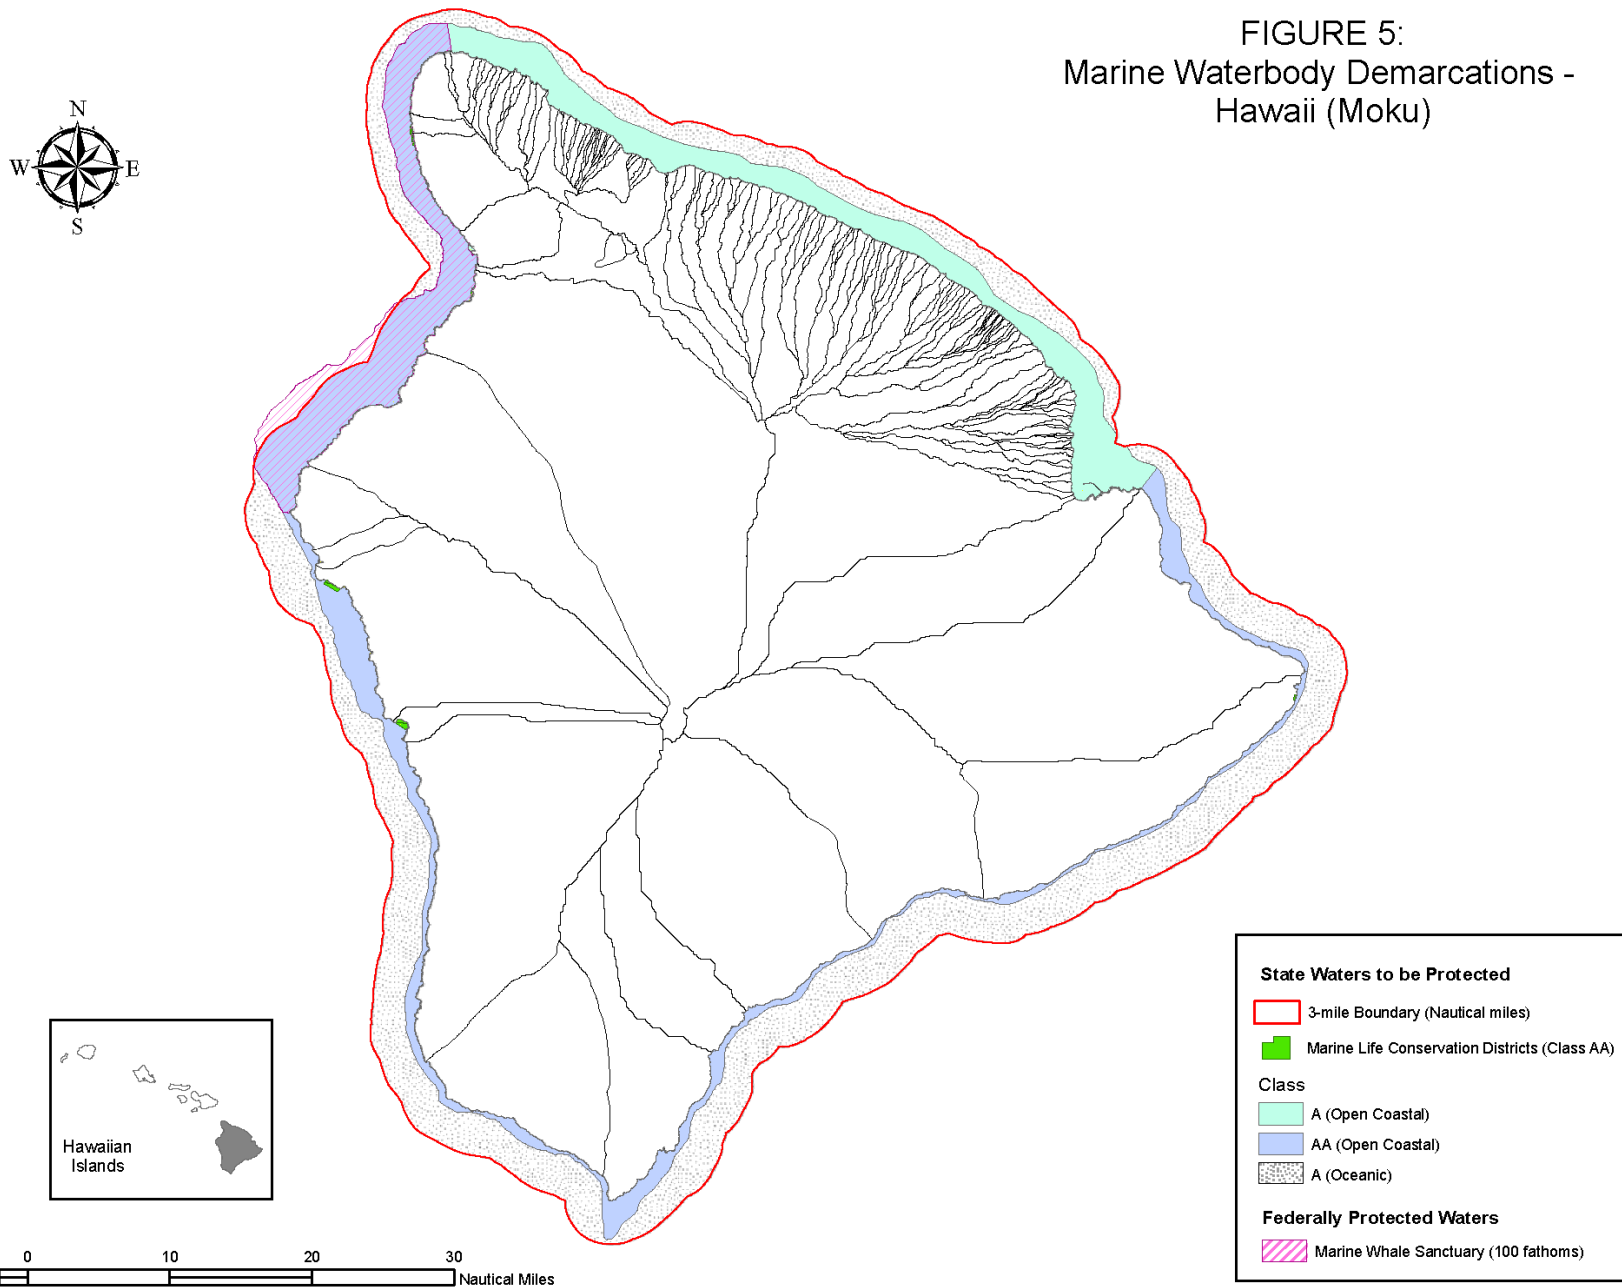 FIGURE 5:
Marine Waterbody Demarcations -
Hawaii (Moku)
N
W
E
S
State Waters to be Protected
3-mile Boundary (Nautical miles)
Marine Life Conservation Districts (Class AA)
Class
A (Open Coastal)
AA (Open Coastal)
A (Oceanic)
Federally Protected Waters
Marine Whale Sanctuary (100 fathoms)
Hawaiian
Islands
0 10 20 30
Nautical Miles